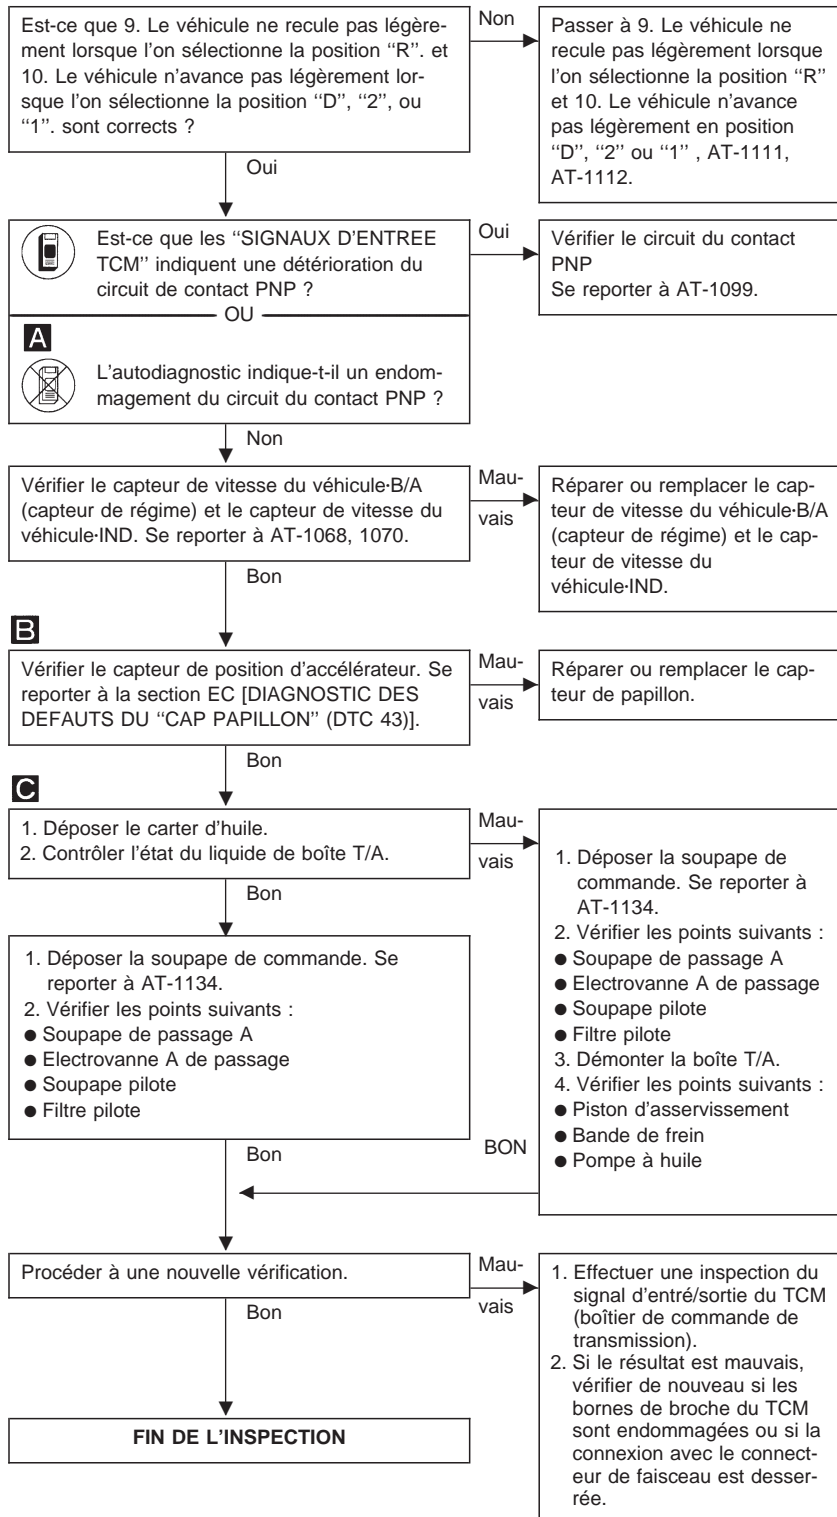 Est-ce que 9. Le véhicule ne recule pas légère-
ment lorsque l'on sélectionne la position “R”. et
10. Le véhicule n'avance pas légèrement lor-
sque l'on sélectionne la position “D”, “2”, ou
“1”. sont corrects ?
Non
Passer à 9. Le véhicule ne
recule pas légèrement lorsque
l'on sélectionne la position “R”
et 10. Le véhicule n'avance
pas légèrement en position
“D”, “2” ou “1” , AT-1111,
AT-1112.
Oui
Est-ce que les “SIGNAUX D'ENTREE
TCM” indiquent une détérioration du
circuit de contact PNP ?
Oui
Vérifier le circuit du contact
PNP
Se reporter à AT-1099.
OU
A
L'autodiagnostic indique-t-il un endom-
magement du circuit du contact PNP ?
Non
Vérifier le capteur de vitesse du véhicule·B/A
(capteur de régime) et le capteur de vitesse du
véhicule·IND. Se reporter à AT-1068, 1070.
Mau-
vais
Réparer ou remplacer le cap-
teur de vitesse du véhicule·B/A
(capteur de régime) et le cap-
teur de vitesse du
véhicule·IND.
Bon
B
Vérifier le capteur de position d'accélérateur. Se
reporter à la section EC [DIAGNOSTIC DES
DEFAUTS DU “CAP PAPILLON” (DTC 43)].
Mau-
vais
Réparer ou remplacer le cap-
teur de papillon.
Bon
C
1. Déposer le carter d'huile.
2. Contrôler l'état du liquide de boîte T/A.
Mau-
vais
1. Déposer la soupape de
commande. Se reporter à
AT-1134.
2. Vérifier les points suivants :
● Soupape de passage A
● Electrovanne A de passage
● Soupape pilote
● Filtre pilote
3. Démonter la boîte T/A.
4. Vérifier les points suivants :
● Piston d'asservissement
● Bande de frein
● Pompe à huile
Bon
1. Déposer la soupape de commande. Se
reporter à AT-1134.
2. Vérifier les points suivants :
● Soupape de passage A
● Electrovanne A de passage
● Soupape pilote
● Filtre pilote
Bon
BON
Procéder à une nouvelle vérification.
Mau-
vais
1. Effectuer une inspection du
signal d'entré/sortie du TCM
(boîtier de commande de
transmission).
2. Si le résultat est mauvais,
vérifier de nouveau si les
bornes de broche du TCM
sont endommagées ou si la
connexion avec le connect-
eur de faisceau est desser-
rée.
Bon
FIN DE L'INSPECTION